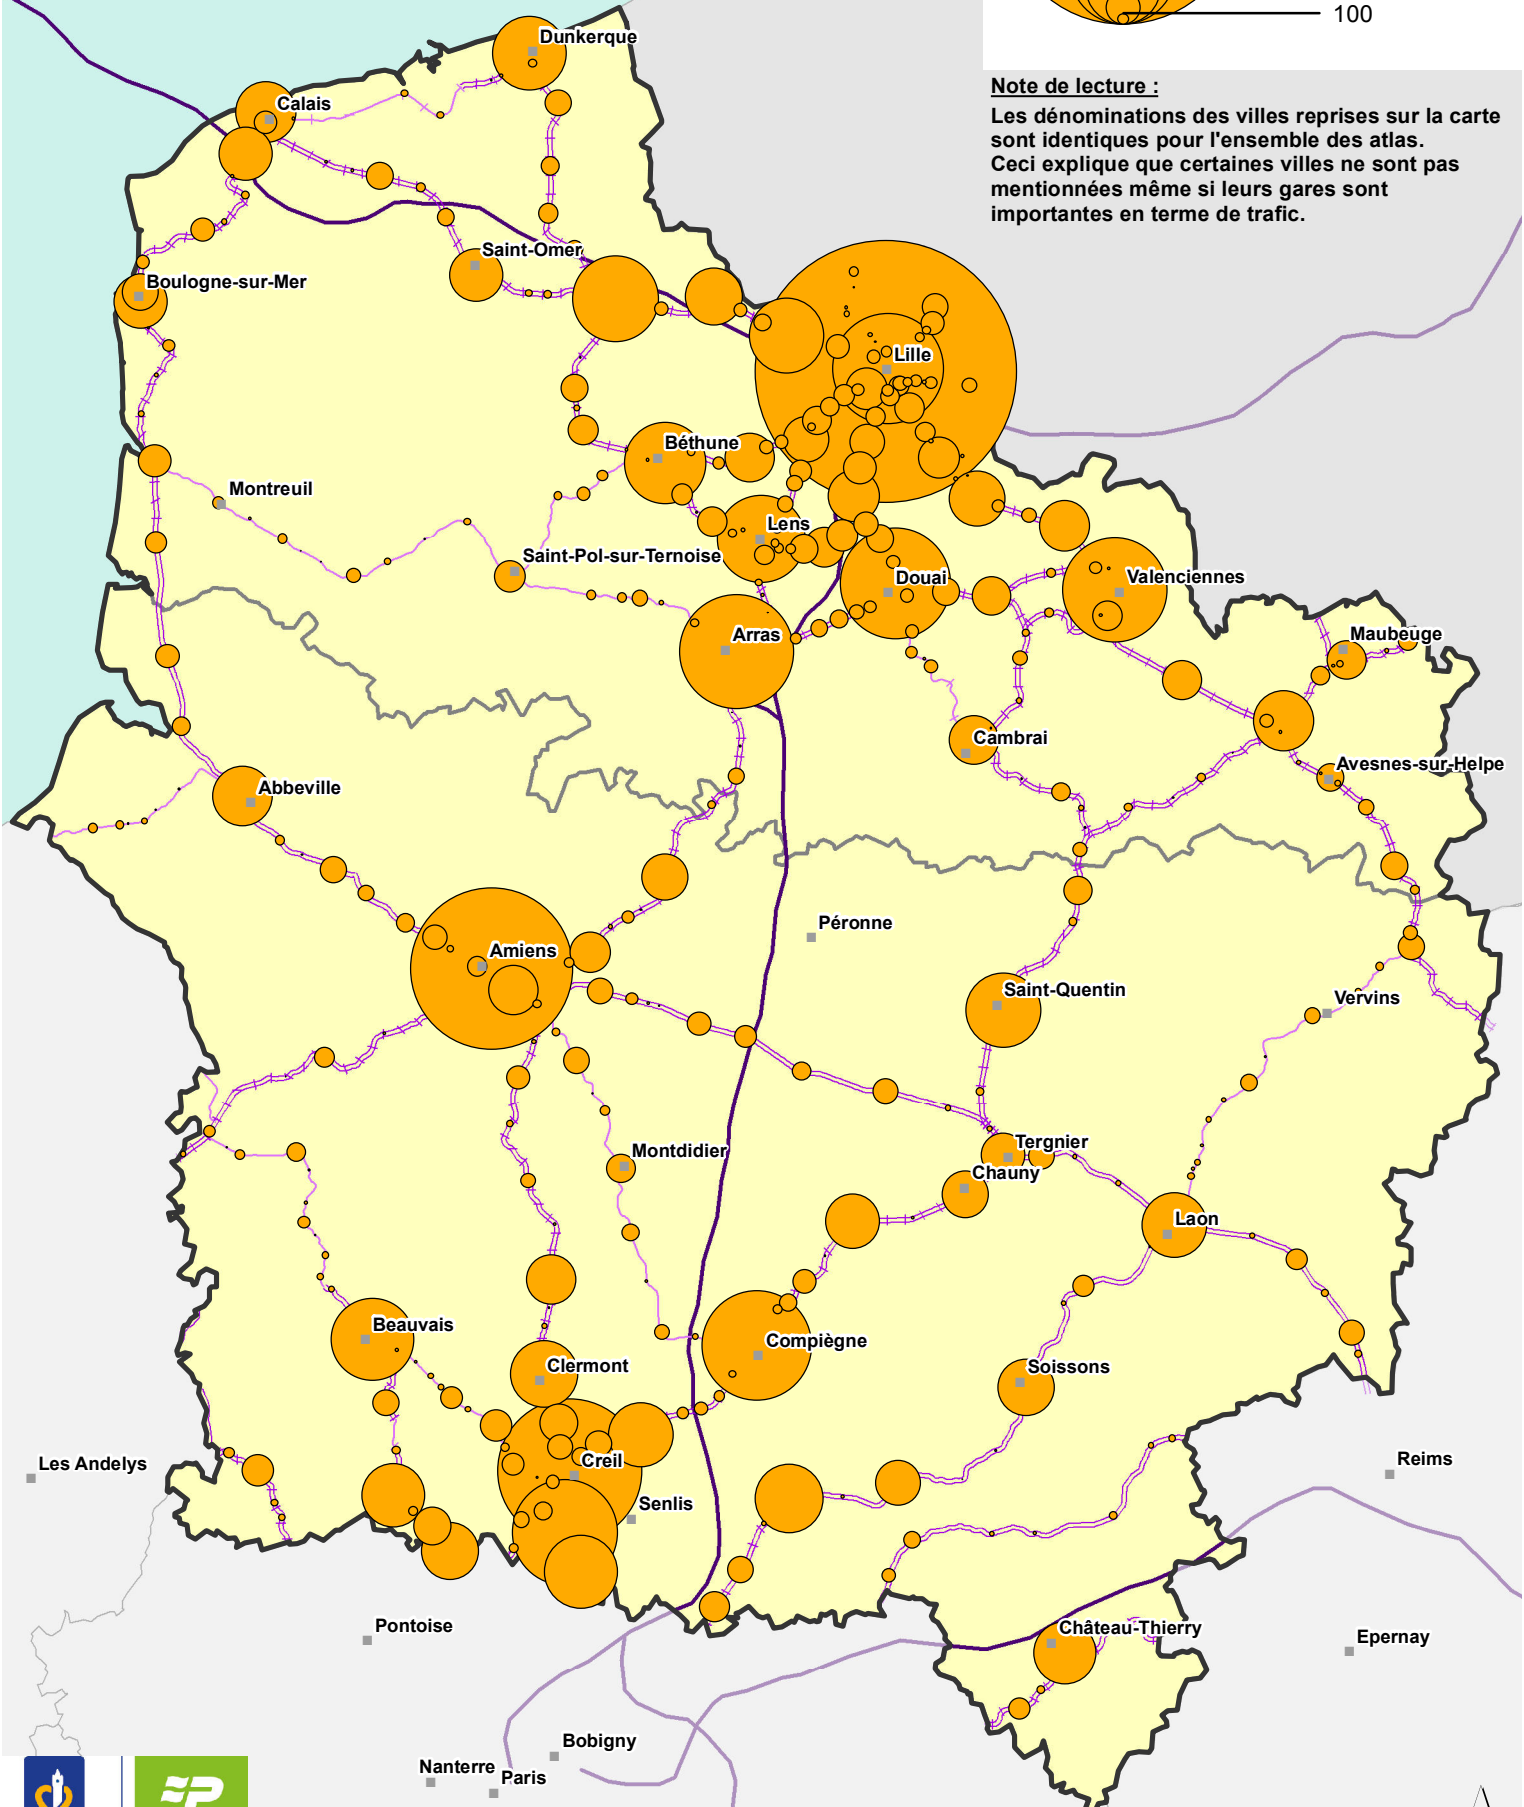 100
Note de lecture :
Les dénominations des villes reprises sur la carte
sont identiques pour l'ensemble des atlas.
Ceci explique que certaines villes ne sont pas
mentionnées même si leurs gares sont
importantes en terme de trafic.
Dunkerque
Calais
Saint-Omer
Boulogne-sur-Mer
Lille
Béthune
Montreuil
Lens
Saint-Pol-sur-Ternoise
Douai
Valenciennes
Arras
Maubeuge
Cambrai
Avesnes-sur-Helpe
Abbeville
Péronne
Amiens
Saint-Quentin
Vervins
Tergnier
Montdidier
Chauny
Laon
Beauvais
Compiègne
Clermont
Soissons
Les Andelys
Creil
Reims
Senlis
Pontoise
Château-Thierry
Epernay
Bobigny
Nanterre
Paris